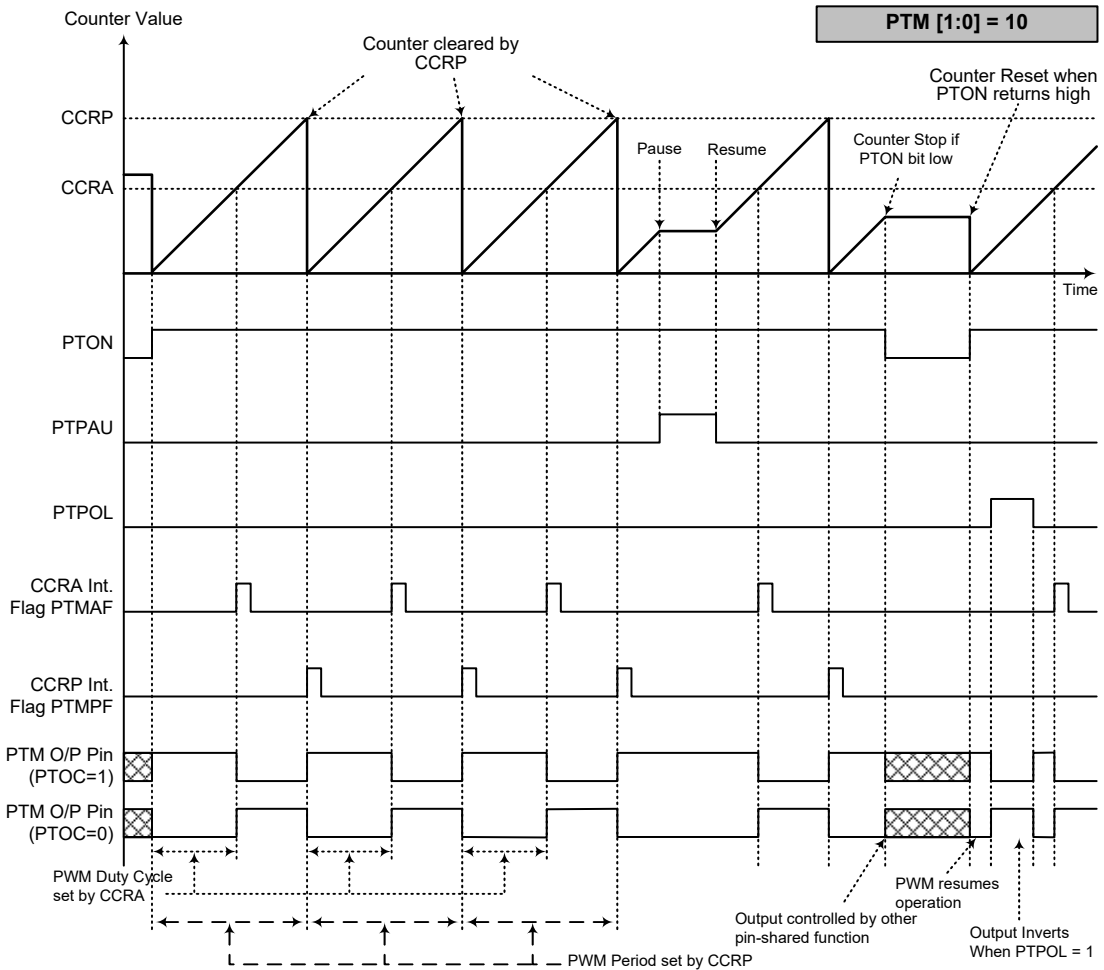 Counter Value
PTM [1:0] = 10
Counter cleared by
CCRP
Counter Reset when
PTON returns high
CCRP
Pause
Resume
Counter Stop if
PTON bit low
CCRA
Time
PTON
PTPAU
PTPOL
CCRA Int.
Flag PTMAF
CCRP Int.
Flag PTMPF
PTM O/P Pin
(PTOC=1)
PTM O/P Pin
(PTOC=0)
PWM Duty Cycle
set by CCRA
PWM resumes
operation
Output controlled by other
pin-shared function
Output Inverts
When PTPOL = 1
PWM Period set by CCRP